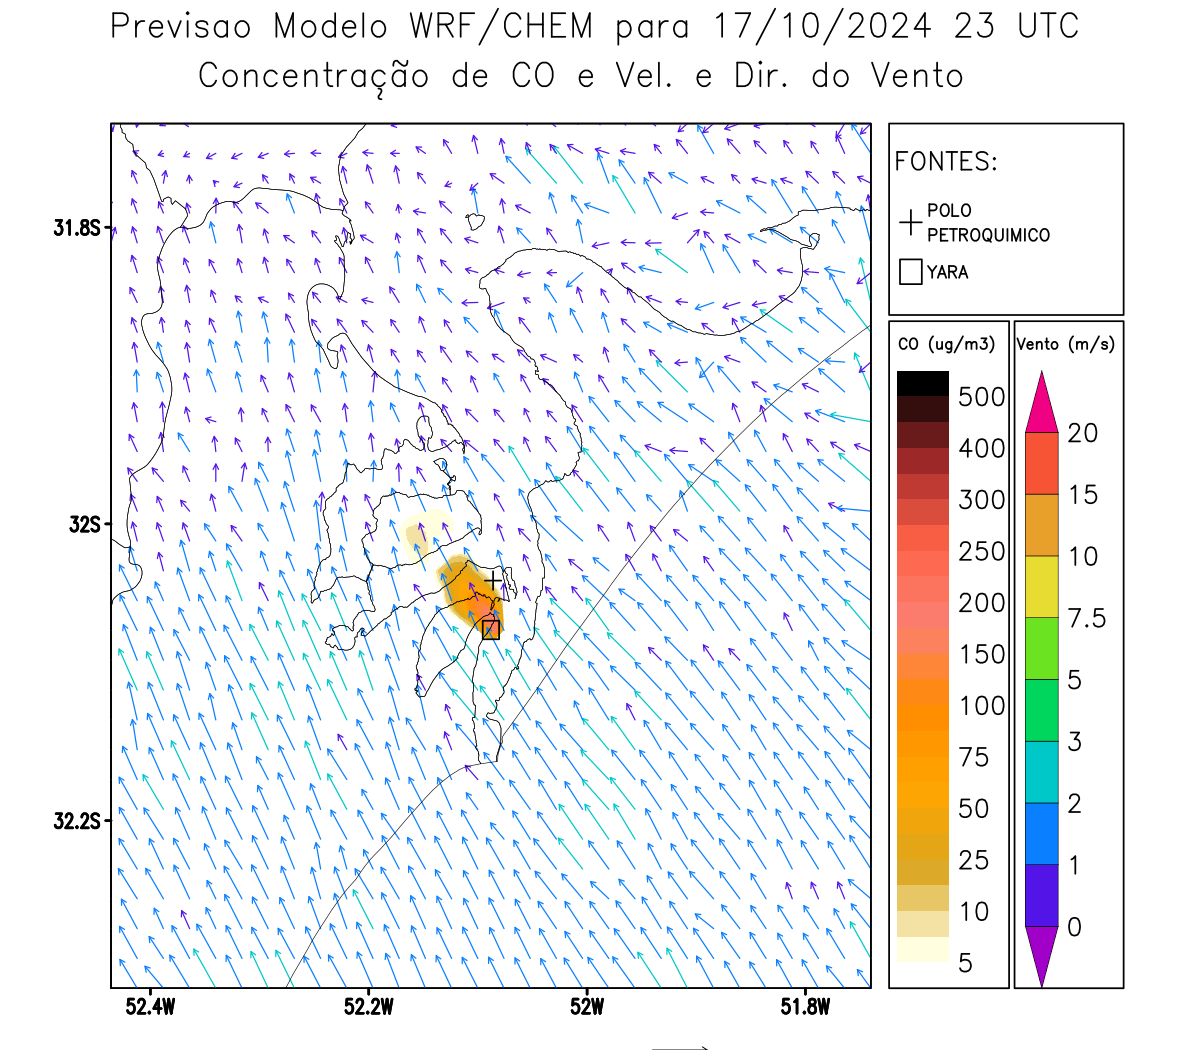 Previsao Modelo WRF/CHEM para 17/10/2024 23 UTC
Concentração de CO e Vel. e Dir. do Vento
31.8S
32S
32.2S
52.4W 52.2W 52W 51.8W
FONTES:
POLO
PETROQUIMICO
YARA
CO (ug/m3)
500
400
300
250
200
150
100
75
50
25
10
5
Vento (m/s)
20
15
10
7.5
5
3
2
1
0